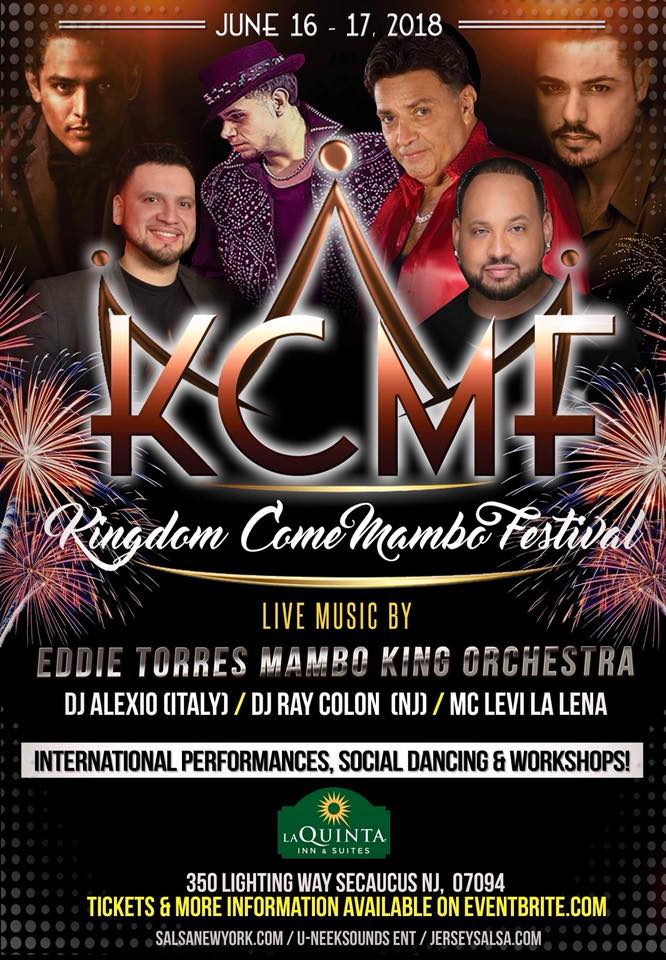 JUNE 16 - 17, 2018
KCMF
Kingdom Come Mambo Festival
LIVE MUSIC BY
EDDIE TORRES MAMBO KING ORCHESTRA
DJ ALEXIO (ITALY) / DJ RAY COLON (NJ) / MC LEVI LA LENA
INTERNATIONAL PERFORMANCES, SOCIAL DANCING & WORKSHOPS!
LAQUINTA
INN & SUITES
350 LIGHTING WAY SECAUCUS NJ, 07094
TICKETS & MORE INFORMATION AVAILABLE ON EVENTBRITE.COM
SALSANEWYORK.COM / U-NEEKSOUNDS ENT / JERSEYSALSA.COM